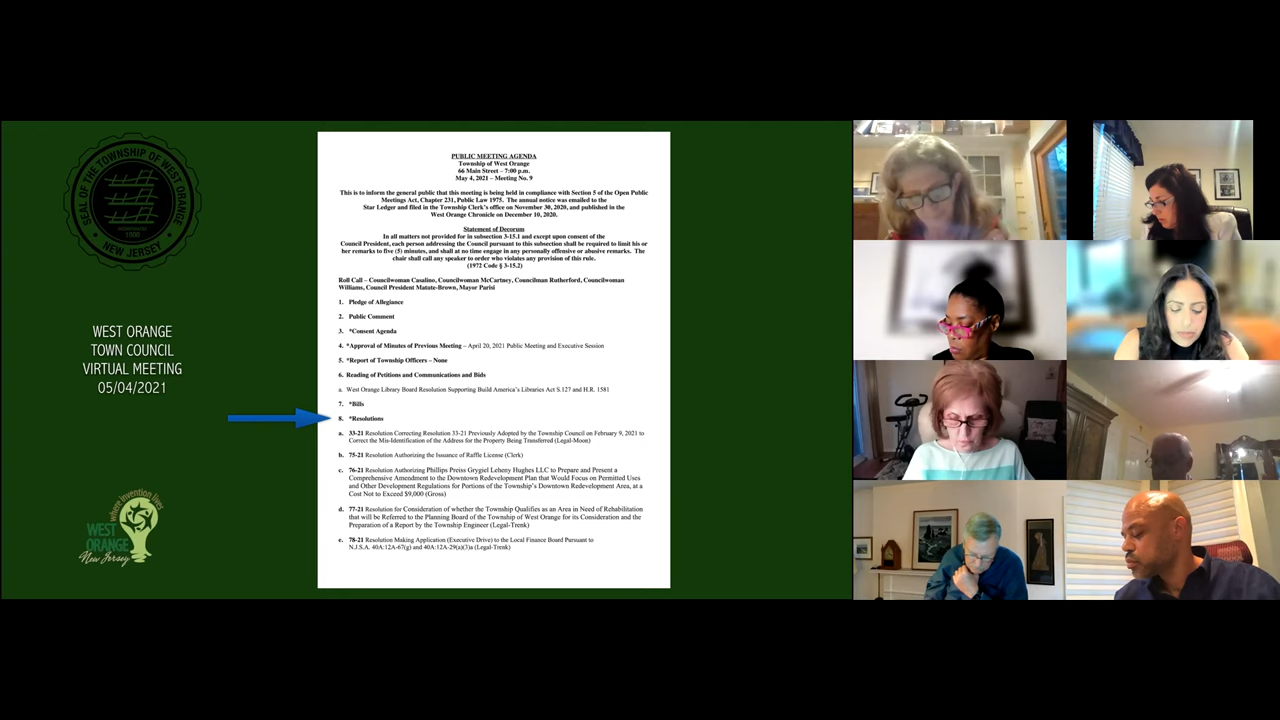 SEAL OF THE TOWNSHIP OF WEST ORANGE
INCORPORATED
1900
NEW JERSEY
WEST ORANGE
TOWN COUNCIL
VIRTUAL MEETING
05/04/2021
where invention lives
WEST
ORANGE
New Jersey
PUBLIC MEETING AGENDA
Township of West Orange
66 Main Street – 7:00 p.m.
May 4, 2021 – Meeting No. 9
This is to inform the general public that this meeting is being held in compliance with Section 5 of the Open Public
Meetings Act, Chapter 231, Public Law 1975. The annual notice was emailed to the
Star Ledger and filed in the Township Clerk's office on November 30, 2020, and published in the
West Orange Chronicle on December 10, 2020.
Statement of Decorum
In all matters not provided for in subsection 3-15.1 and except upon consent of the
Council President, each person addressing the Council pursuant to this subsection shall be required to limit his or
her remarks to five (5) minutes, and shall at no time engage in any personally offensive or abusive remarks. The
chair shall call any speaker to order who violates any provision of this rule.
(1972 Code § 3-15.2)
Roll Call – Councilwoman Casalino, Councilwoman McCartney, Councilman Rutherford, Councilwoman
Williams, Council President Matute-Brown, Mayor Parisi
1. Pledge of Allegiance
2. Public Comment
3. *Consent Agenda
4. *Approval of Minutes of Previous Meeting – April 20, 2021 Public Meeting and Executive Session
5. *Report of Township Officers – None
6. Reading of Petitions and Communications and Bids
a. West Orange Library Board Resolution Supporting Build America's Libraries Act S.127 and H.R. 1581
7. *Bills
8. *Resolutions
a. 33-21 Resolution Correcting Resolution 33-21 Previously Adopted by the Township Council on February 9, 2021 to
Correct the Mis-Identification of the Address for the Property Being Transferred (Legal-Moon)
b. 75-21 Resolution Authorizing the Issuance of Raffle License (Clerk)
c. 76-21 Resolution Authorizing Phillips Preiss Grygiel Leheny Hughes LLC to Prepare and Present a
Comprehensive Amendment to the Downtown Redevelopment Plan that Would Focus on Permitted Uses
and Other Development Regulations for Portions of the Township's Downtown Redevelopment Area, at a
Cost Not to Exceed $9,000 (Gross)
d. 77-21 Resolution for Consideration of whether the Township Qualifies as an Area in Need of Rehabilitation
that will be Referred to the Planning Board of the Township of West Orange for its Consideration and the
Preparation of a Report by the Township Engineer (Legal-Trenk)
e. 78-21 Resolution Making Application (Executive Drive) to the Local Finance Board Pursuant to
N.J.S.A. 40A:12A-67(g) and 40A:12A-29(a)(3)a (Legal-Trenk)